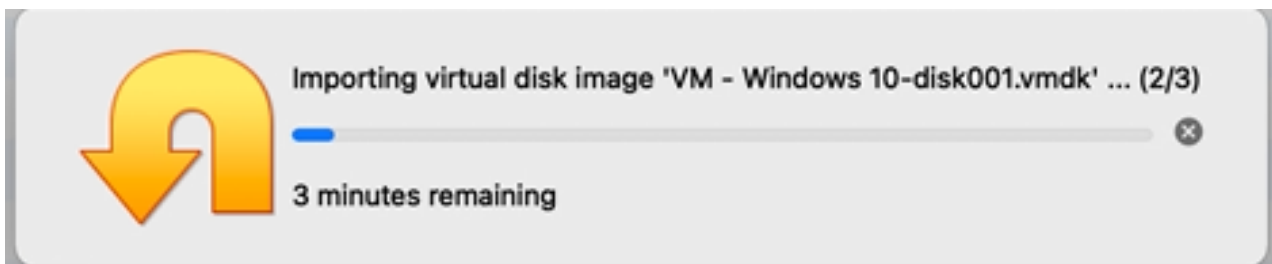 Importing virtual disk image 'VM - Windows 10-disk001.vmdk' ... (2/3)
3 minutes remaining